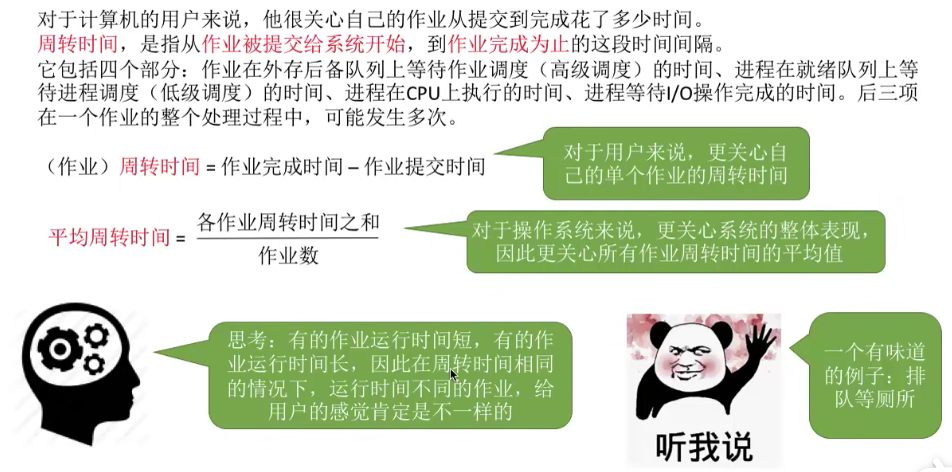 对于计算机的用户来说，他很关心自己的作业从提交到完成花了多少时间。
周转时间，是指从作业被提交给系统开始，到作业完成为止的这段时间间隔。
它包括四个部分：作业在外存后备队列上等待作业调度（高级调度）的时间、进程在就绪队列上等
待进程调度（低级调度）的时间、进程在CPU上执行的时间、进程等待I/O操作完成的时间。后三项
在一个作业的整个处理过程中，可能发生多次。
（作业）周转时间 = 作业完成时间 – 作业提交时间
对于用户来说，更关心自
己的单个作业的周转时间
平均周转时间 =
各作业周转时间之和
作业数
对于操作系统来说，更关心系统的整体表现，
因此更关心所有作业周转时间的平均值
思考：有的作业运行时间短，有的作
业运行时间长，因此在周转时间相同
的情况下，运行时间不同的作业，给
用户的感觉肯定是不一样的
听我说
一个有味道
的例子：排
队等厕所